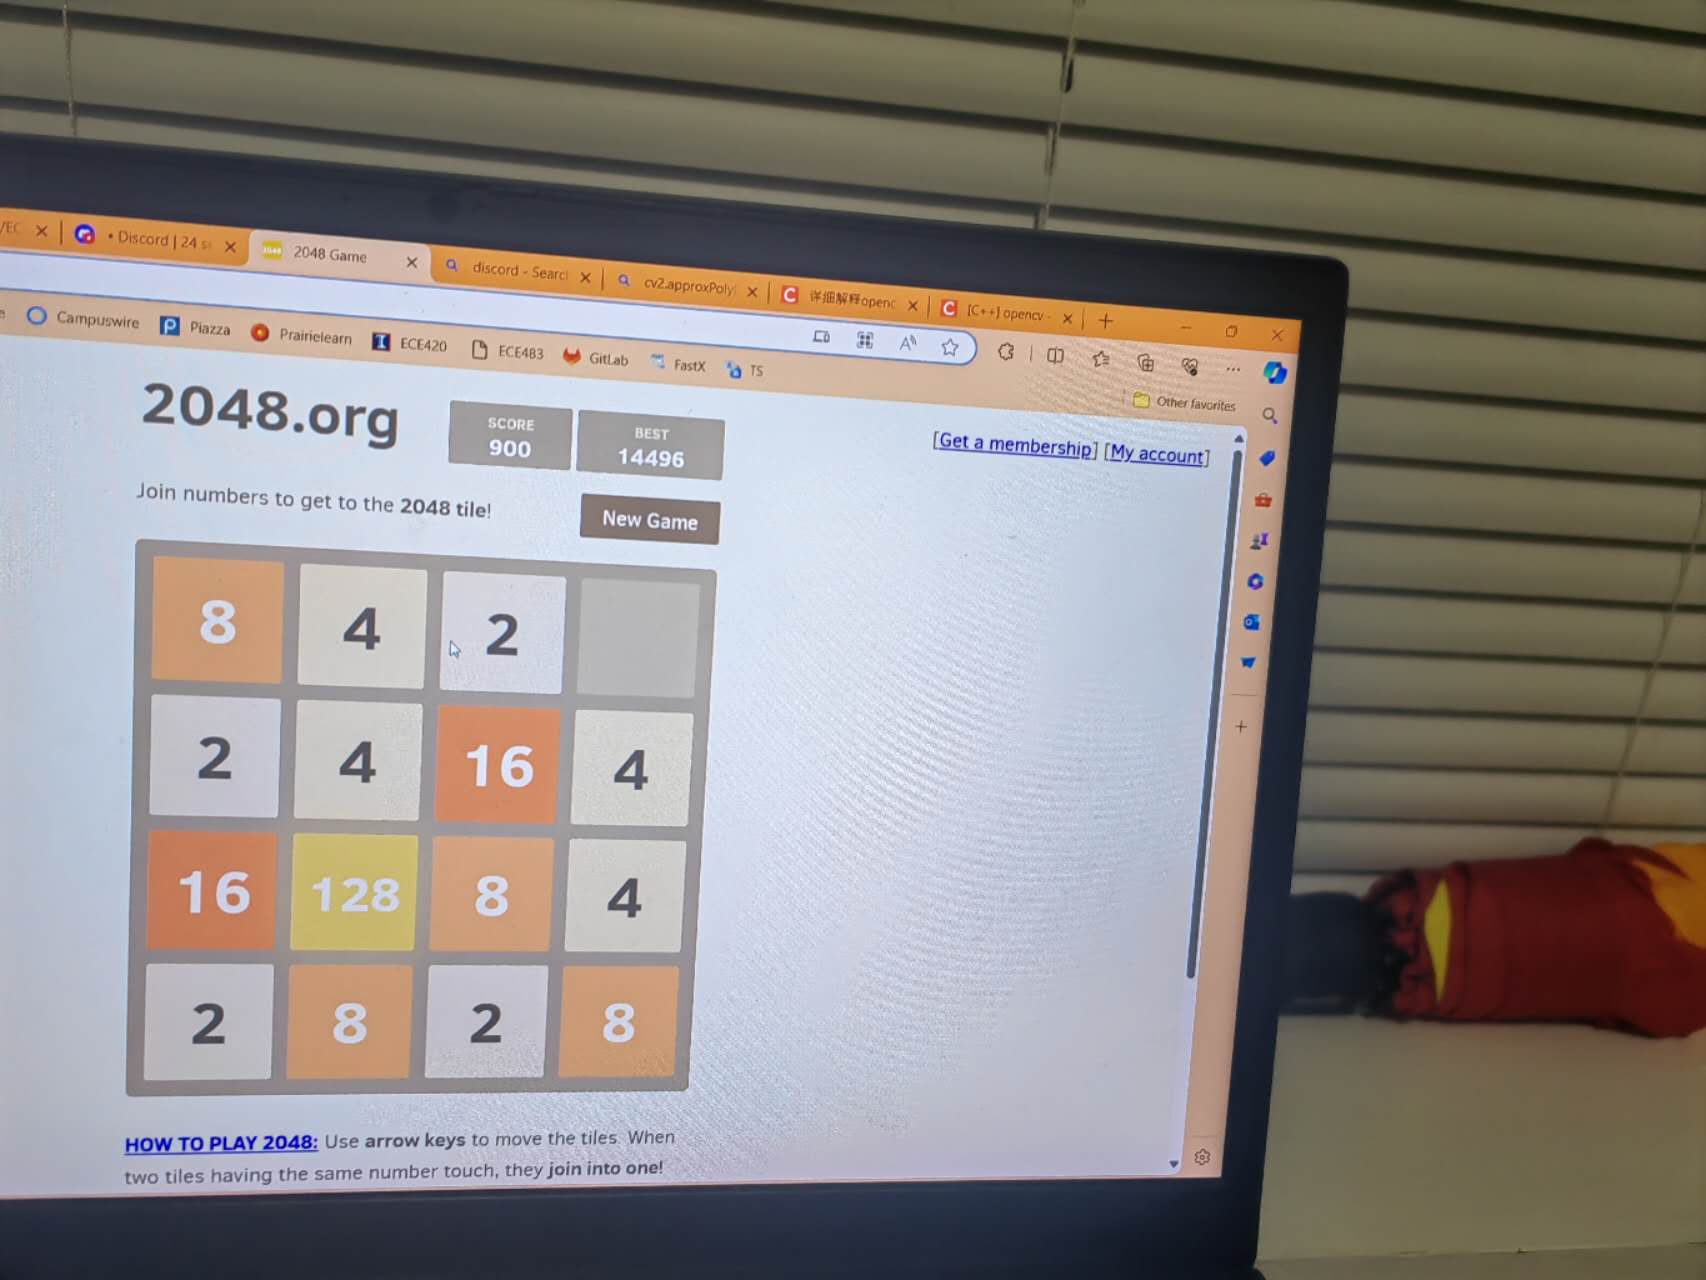 /EC
• Discord | 24 s
2048 Game
discord - Search
cv2.approxPoly
详细解释openc
[C++] opencv -
Campuswire
Piazza
Prairielearn
ECE420
ECE483
GitLab
FastX
TS
Other favorites
2048.org
SCORE
900
BEST
14496
[Get a membership] [My account]
Join numbers to get to the 2048 tile!
New Game
8 4 2
2 4 16 4
16 128 8 4
2 8 2 8
HOW TO PLAY 2048: Use arrow keys to move the tiles. When
two tiles having the same number touch, they join into one!